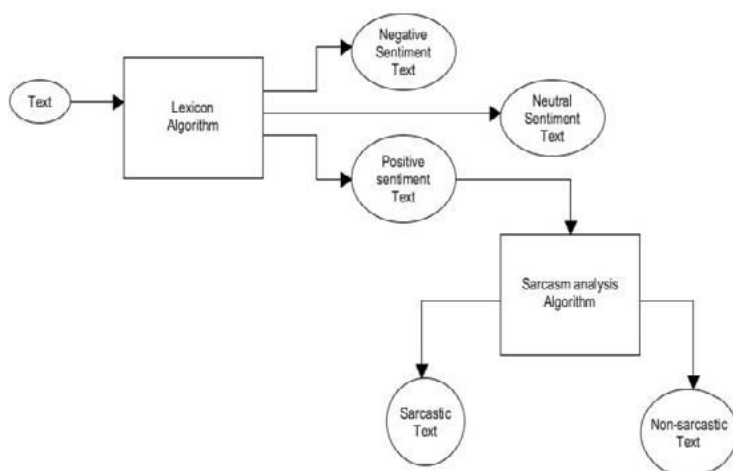 Negative
Sentiment
Text
Text
Lexicon
Algorithm
Neutral
Sentiment
Text
Positive
sentiment
Text
Sarcasm analysis
Algorithm
Sarcastic
Text
Non-sarcastic
Text